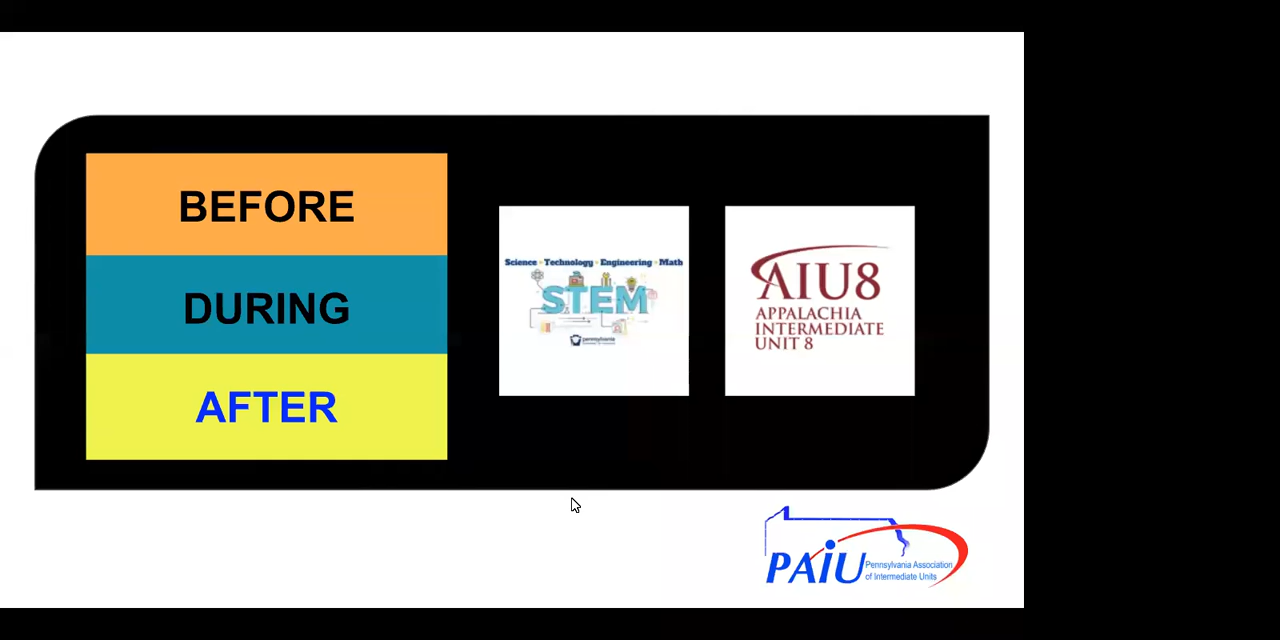 BEFORE
DURING
AFTER
Science • Technology • Engineering • Math
STEM
pennsylvania
AIU8
APPALACHIA
INTERMEDIATE
UNIT 8
PAIU
Pennsylvania Association
of Intermediate Units